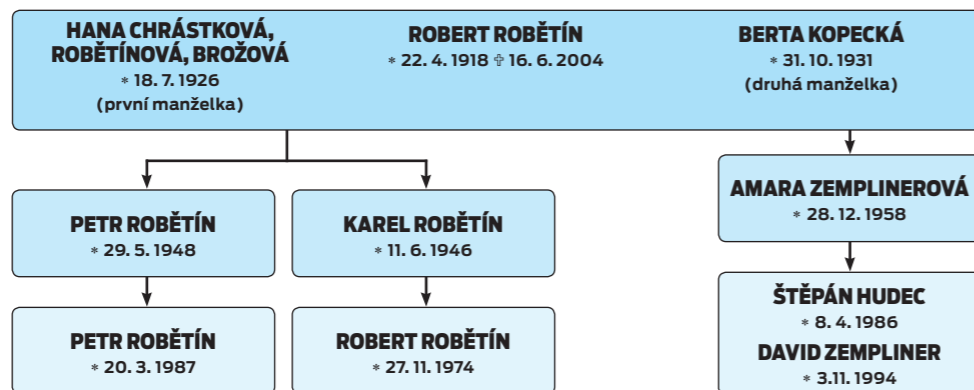 HANA CHRÁSTKOVÁ,
ROBĚTÍNOVÁ, BROŽOVÁ
* 18. 7. 1926
(první manželka)
ROBERT ROBĚTÍN
* 22. 4. 1918 ✞ 16. 6. 2004
BERTA KOPECKÁ
* 31. 10. 1931
(druhá manželka)
PETR ROBĚTÍN
* 29. 5. 1948
KAREL ROBĚTÍN
* 11. 6. 1946
AMARA ZEMPLINEROVÁ
* 28. 12. 1958
PETR ROBĚTÍN
* 20. 3. 1987
ROBERT ROBĚTÍN
* 27. 11. 1974
ŠTĚPÁN HUDEC
* 8. 4. 1986
DAVID ZEMPLINER
* 3.11. 1994